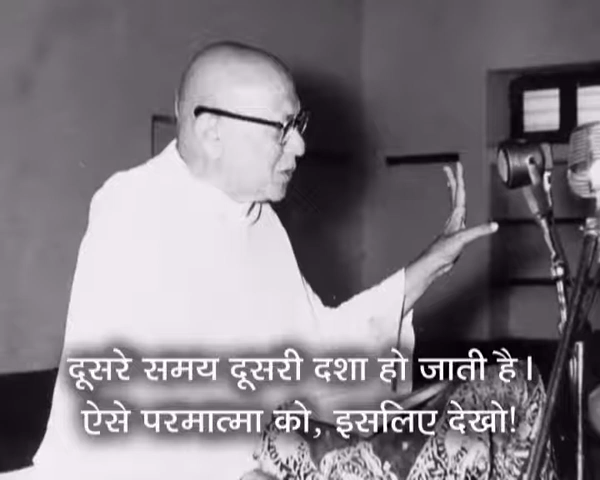 दूसरे समय दूसरी दशा हो जाती है।
ऐसे परमात्मा को, इसलिए देखो!